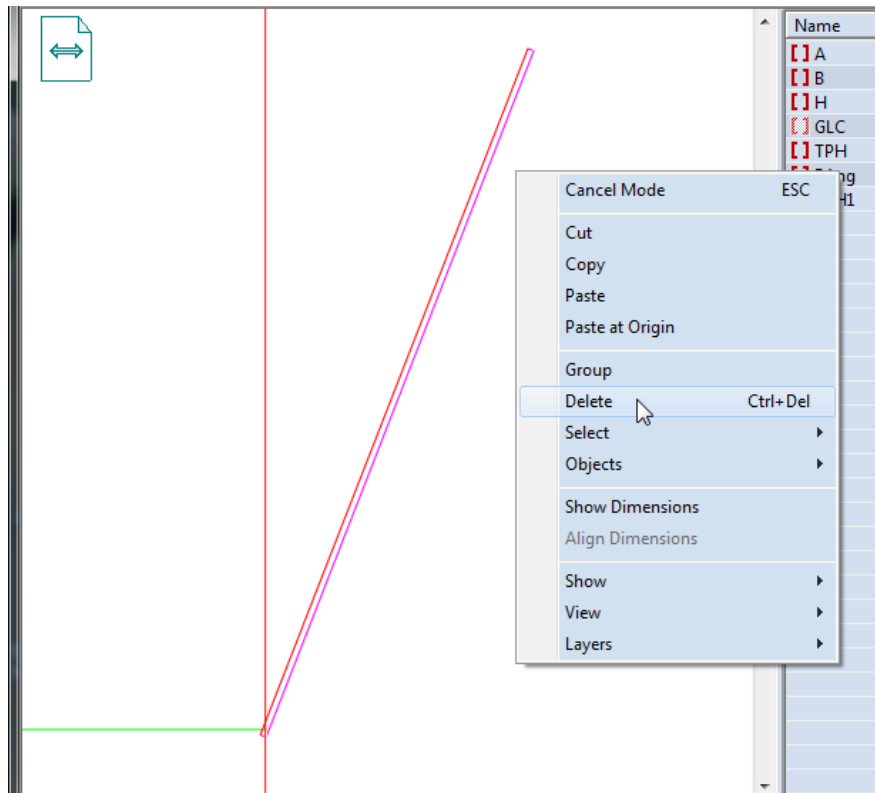 Name
A
B
H
GLC
TPH
Cancel Mode ESC
Cut
Copy
Paste
Paste at Origin
Group
Delete Ctrl+Del
Select
Objects
Show Dimensions
Align Dimensions
Show
View
Layers